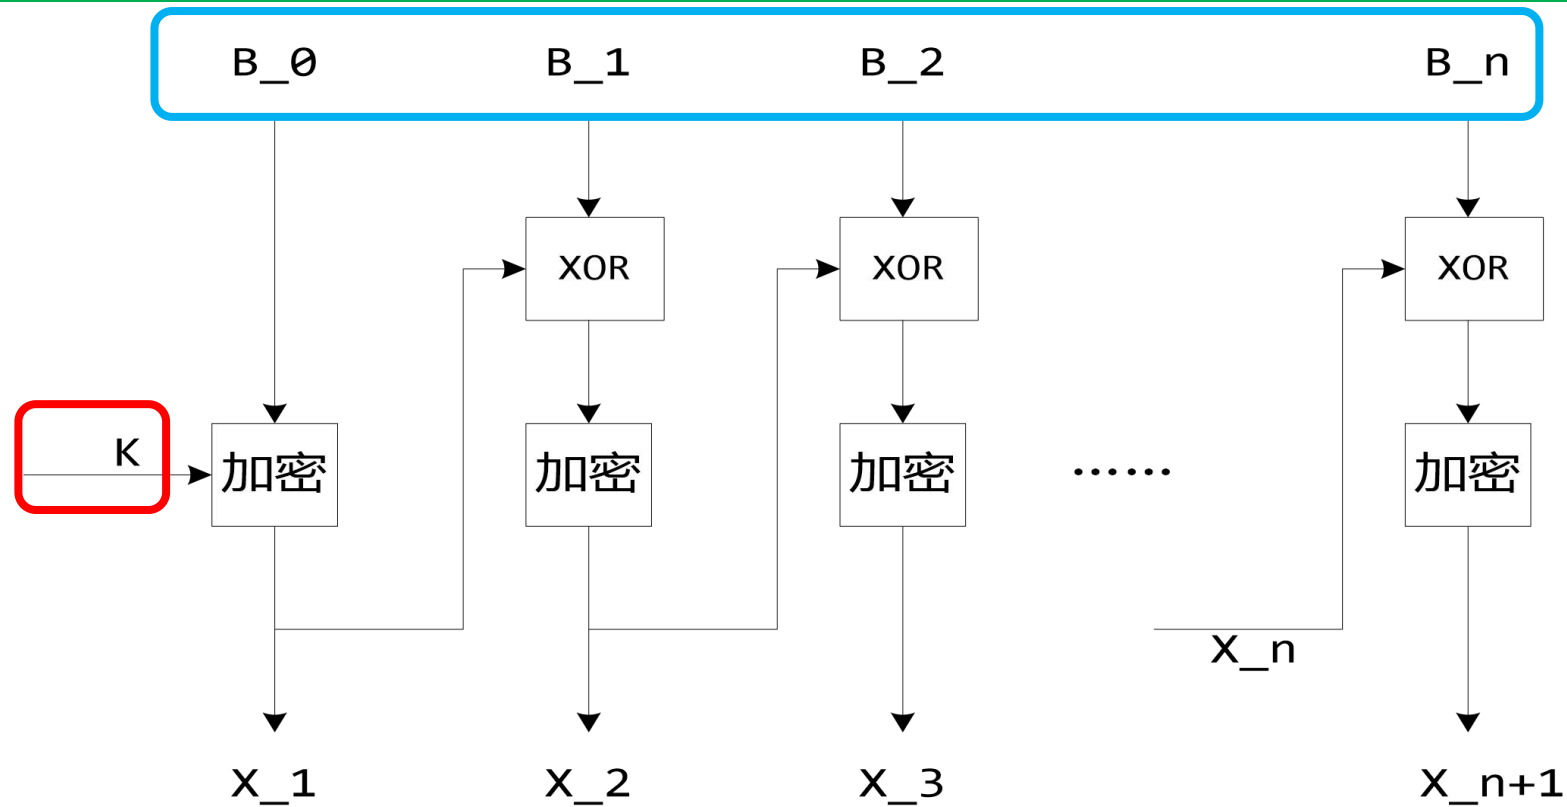 B_0 B_1 B_2 B_n
XOR XOR XOR
K
加密 加密 加密 …… 加密
X_n
X_1 X_2 X_3 X_n+1